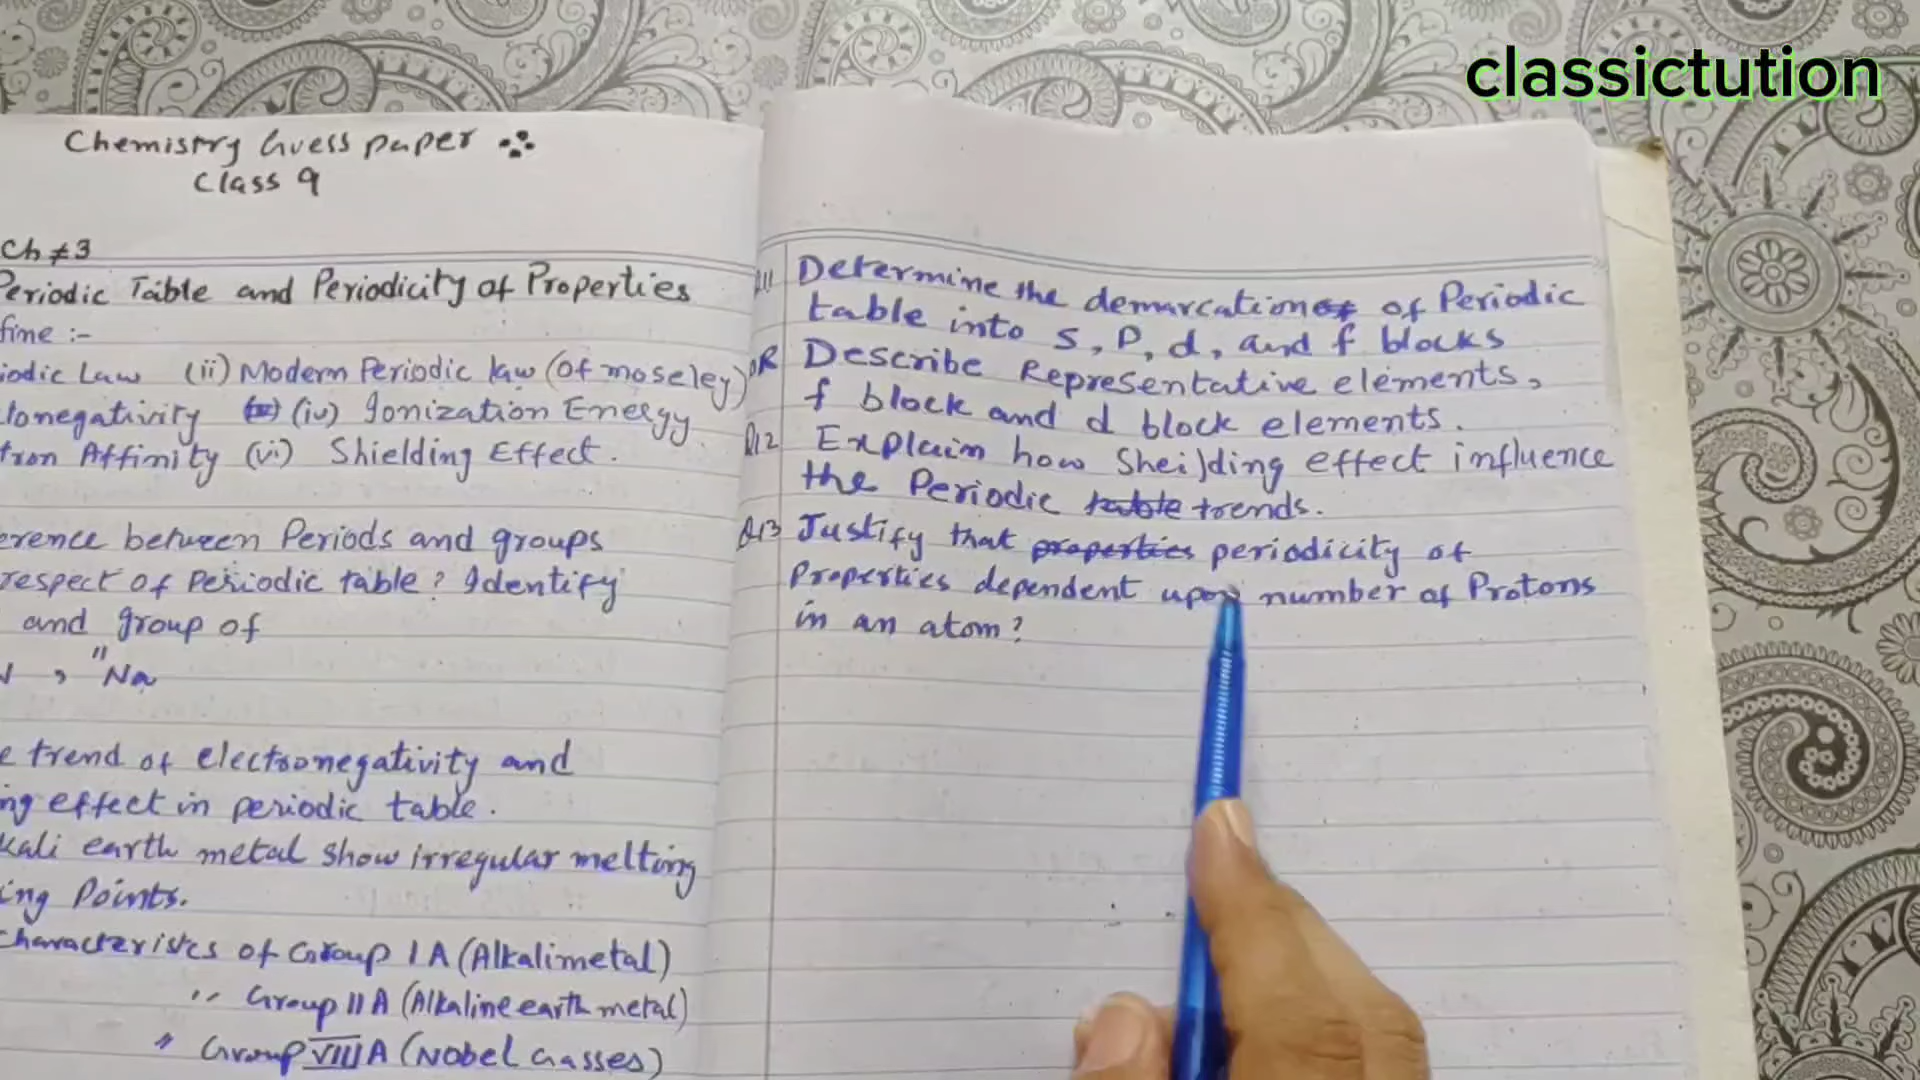 classictution
Chemistry Guess paper
Class 9
Ch ≠ 3
Periodic Table and Periodicity of Properties
fine :-
iodic Law (ii) Modern Periodic law (of moseley)
lonegativity (iv) Ionization Energy
tron Affinity (vi) Shielding Effect.
erence between Periods and groups
respect of Periodic table? Identify
and group of
, "Na
e trend of electronegativity and
ng effect in periodic table.
kali earth metal show irregular melting
ing Points.
characteristcs of Group I A (Alkalimetal)
,, Group II A (Alkaline earth metal)
" Group VIII A (Nobel Gasses)
Q11 Determine the demarcation of of Periodic
table into s, P, d, and f blocks
OR Describe Representative elements,
f block and d block elements.
Q12 Explain how Sheilding effect influence
the Periodic table trends.
Q13 Justify that properties periodicity of
Properties dependent upon number of Protons
in an atom?